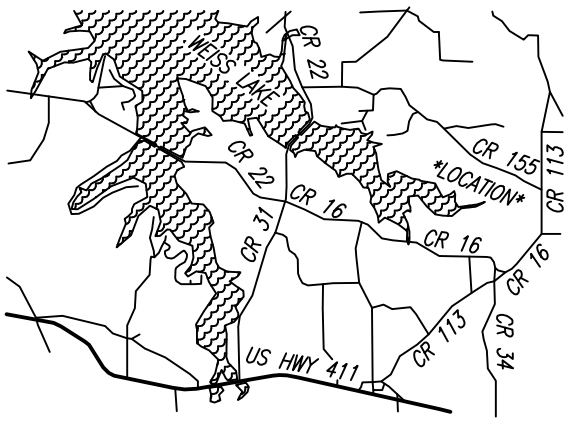 CR 22
WEISS LAKE
CR 155
CR 113
*LOCATION*
CR 22
CR 16
CR 31
CR 16
CR 16
CR 34
CR 113
US HWY 411